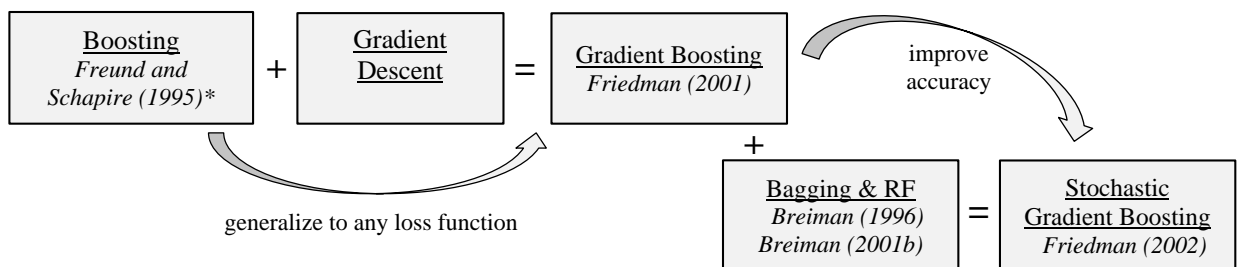 Boosting
Freund and
Schapire (1995)*
+
Gradient
Descent
=
Gradient Boosting
Friedman (2001)
improve
accuracy
generalize to any loss function
+
Bagging & RF
Breiman (1996)
Breiman (2001b)
=
Stochastic
Gradient Boosting
Friedman (2002)